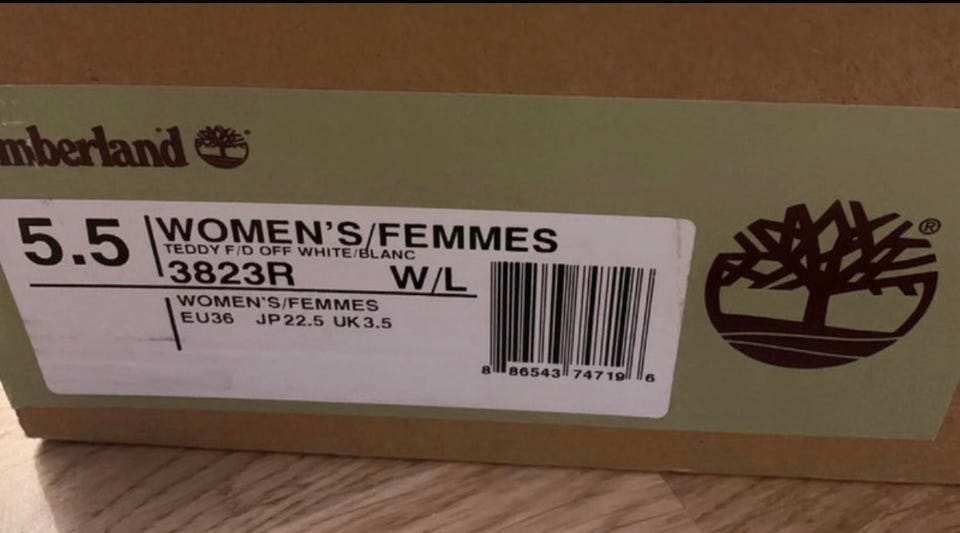 mberland
5.5 WOMEN'S/FEMMES
TEDDY F/D OFF WHITE/BLANC
3823R W/L
WOMEN'S/FEMMES
EU36 JP22.5 UK3.5
8 86543 74719 6
®